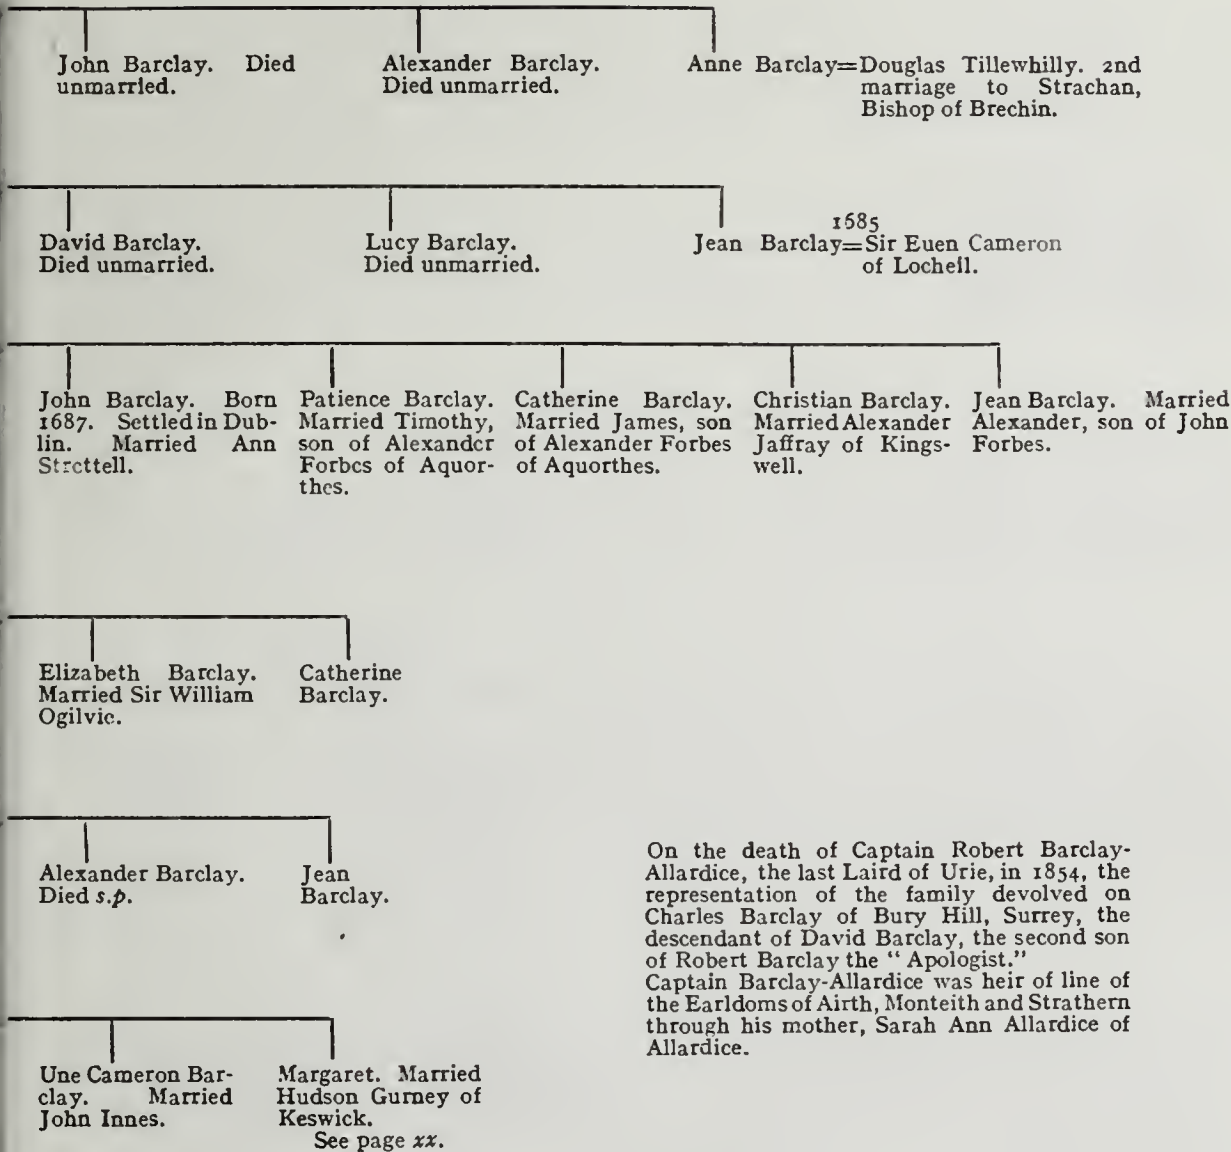 John Barclay. Died
unmarried.
Alexander Barclay.
Died unmarried.
Anne Barclay=Douglas Tillewhilly. 2nd
marriage to Strachan,
Bishop of Brechin.
David Barclay.
Died unmarried.
Lucy Barclay.
Died unmarried.
1685
Jean Barclay=Sir Euen Cameron
of Locheil.
John Barclay. Born
1687. Settled in Dub-
lin. Married Ann
Strettell.
Patience Barclay.
Married Timothy,
son of Alexander
Forbes of Aquor-
thes.
Catherine Barclay.
Married James, son
of Alexander Forbes
of Aquorthes.
Christian Barclay.
Married Alexander
Jaffray of Kings-
well.
Jean Barclay. Married
Alexander, son of John
Forbes.
Elizabeth Barclay.
Married Sir William
Ogilvie.
Catherine
Barclay.
Alexander Barclay.
Died s.p.
Jean
Barclay.
On the death of Captain Robert Barclay-
Allardice, the last Laird of Urie, in 1854, the
representation of the family devolved on
Charles Barclay of Bury Hill, Surrey, the
descendant of David Barclay, the second son
of Robert Barclay the "Apologist."
Captain Barclay-Allardice was heir of line of
the Earldoms of Airth, Monteith and Strathern
through his mother, Sarah Ann Allardice of
Allardice.
Une Cameron Bar-
clay. Married
John Innes.
Margaret. Married
Hudson Gurney of
Keswick.
See page xx.